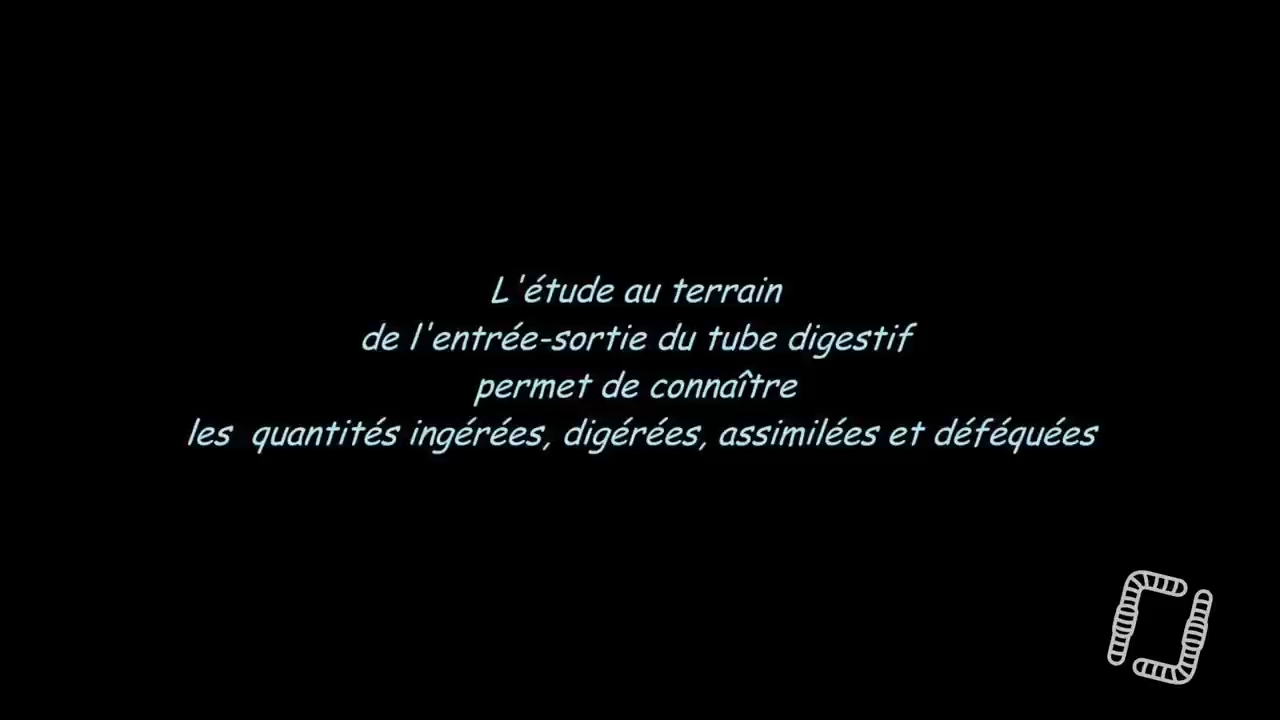 L'étude au terrain
de l'entrée-sortie du tube digestif
permet de connaître
les quantités ingérées, digérées, assimilées et déféquées